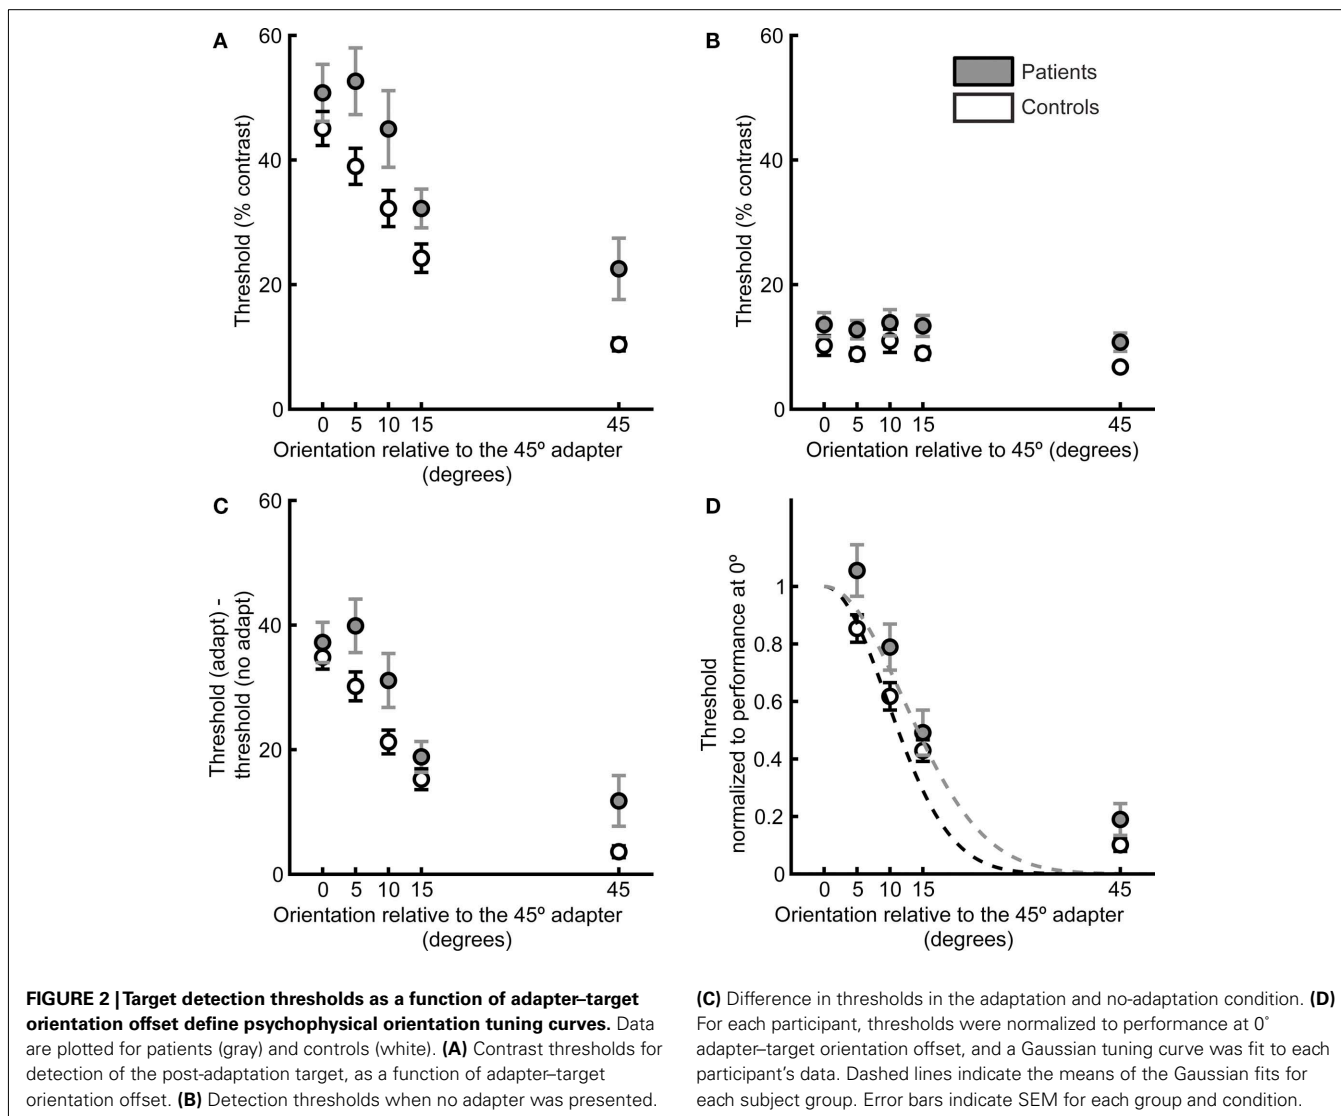 A
60
40
20
0
Threshold (% contrast)
0 5 10 15 45
Orientation relative to the 45º adapter
(degrees)
B
60
40
20
0
Threshold (% contrast)
Patients
Controls
0 5 10 15 45
Orientation relative to 45º (degrees)
C
60
40
20
0
Threshold (adapt) -
threshold (no adapt)
0 5 10 15 45
Orientation relative to the 45º adapter
(degrees)
D
1
0.8
0.6
0.4
0.2
0
Threshold
normalized to performance at 0º
0 5 10 15 45
Orientation relative to the 45º adapter
(degrees)
FIGURE 2 | Target detection thresholds as a function of adapter–target
orientation offset define psychophysical orientation tuning curves. Data
are plotted for patients (gray) and controls (white). (A) Contrast thresholds for
detection of the post-adaptation target, as a function of adapter–target
orientation offset. (B) Detection thresholds when no adapter was presented.
(C) Difference in thresholds in the adaptation and no-adaptation condition. (D)
For each participant, thresholds were normalized to performance at 0˚
adapter–target orientation offset, and a Gaussian tuning curve was fit to each
participant's data. Dashed lines indicate the means of the Gaussian fits for
each subject group. Error bars indicate SEM for each group and condition.